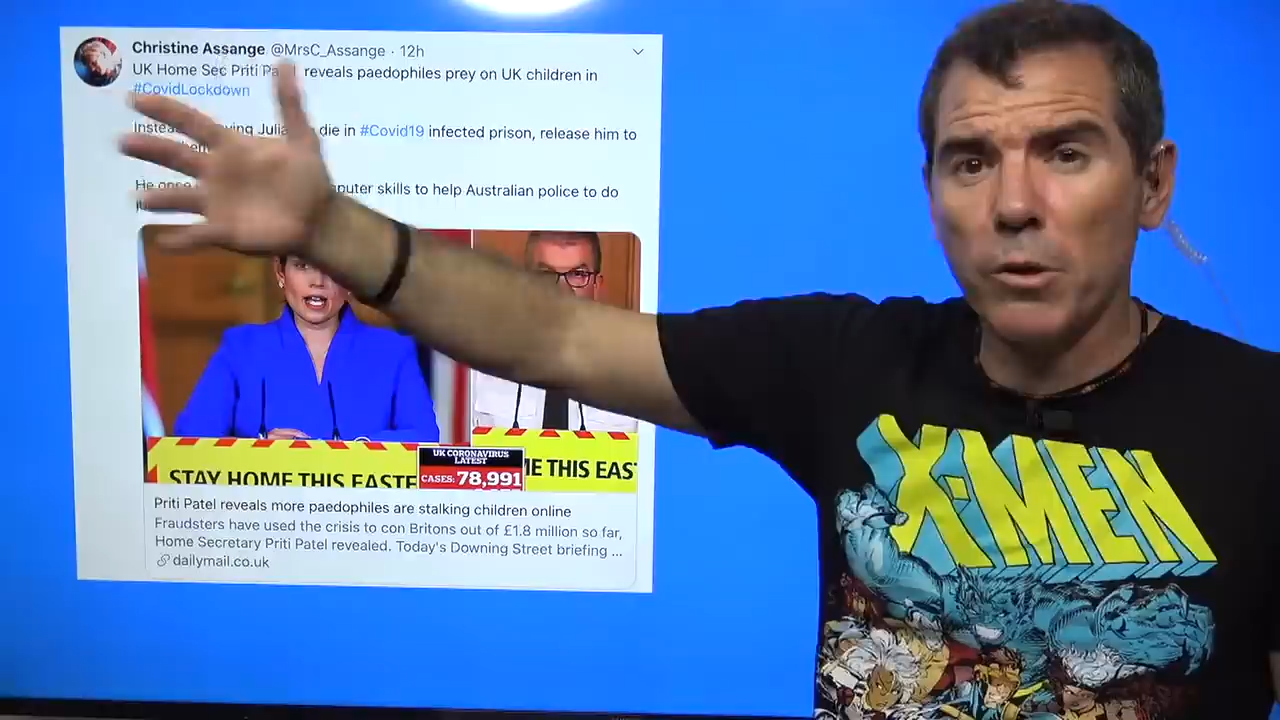 Christine Assange @MrsC_Assange · 12h
UK Home Sec Priti reveals paedophiles prey on UK children in
#CovidLockdown
die in #Covid19 infected prison, release him to
He once skills to help Australian police to do
STAY HOME THIS EASTE
UK CORONAVIRUS
LATEST
CASES: 78,991
ME THIS EAST
Priti Patel reveals more paedophiles are stalking children online
Fraudsters have used the crisis to con Britons out of £1.8 million so far,
Home Secretary Priti Patel revealed. Today's Downing Street briefing ...
dailymail.co.uk
X-MEN